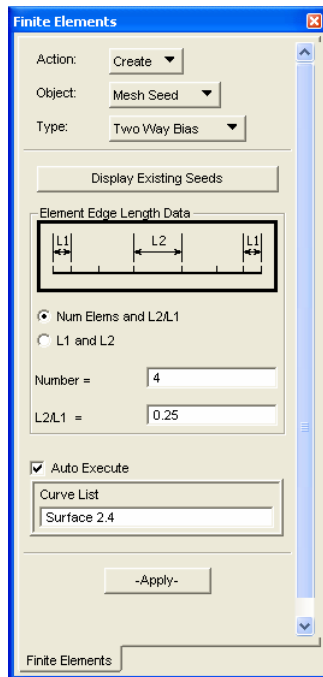 Finite Elements
Action: Create
Object: Mesh Seed
Type: Two Way Bias
Display Existing Seeds
Element Edge Length Data
L1 L2 L1
Num Elems and L2/L1
L1 and L2
Number = 4
L2/L1 = 0.25
Auto Execute
Curve List
Surface 2.4
-Apply-
Finite Elements